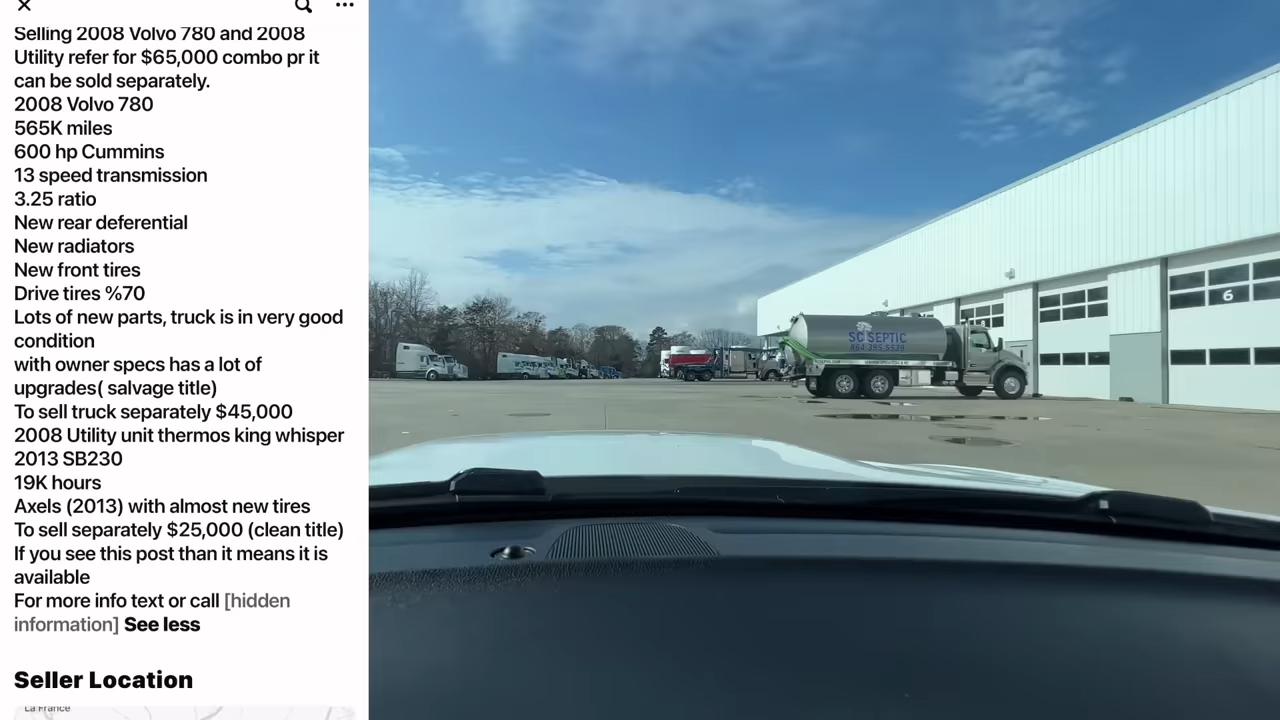 Selling 2008 Volvo 780 and 2008
Utility refer for $65,000 combo pr it
can be sold separately.
2008 Volvo 780
565K miles
600 hp Cummins
13 speed transmission
3.25 ratio
New rear deferential
New radiators
New front tires
Drive tires %70
Lots of new parts, truck is in very good
condition
with owner specs has a lot of
upgrades( salvage title)
To sell truck separately $45,000
2008 Utility unit thermos king whisper
2013 SB230
19K hours
Axels (2013) with almost new tires
To sell separately $25,000 (clean title)
If you see this post than it means it is
available
For more info text or call [hidden
information] See less
Seller Location
La France
SC SEPTIC
864-395-5539
6